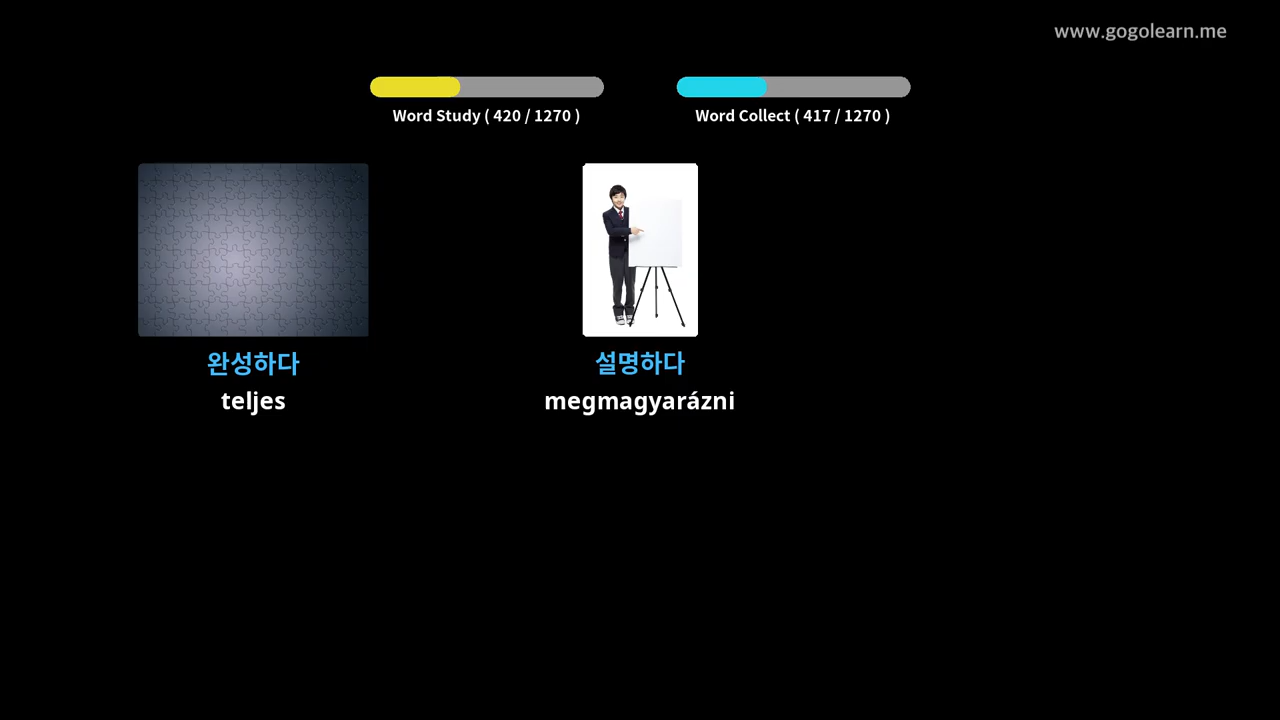 www.gogolearn.me
Word Study ( 420 / 1270 )
Word Collect ( 417 / 1270 )
완성하다
teljes
설명하다
megmagyarázni